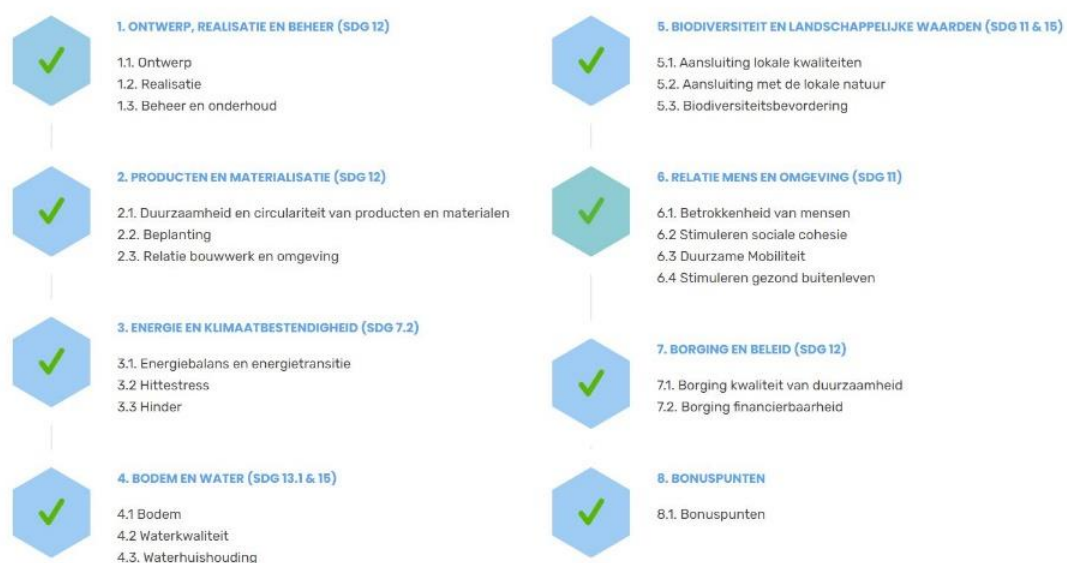 1. ONTWERP, REALISATIE EN BEHEER (SDG 12)
1.1. Ontwerp
1.2. Realisatie
1.3. Beheer en onderhoud
2. PRODUCTEN EN MATERIALISATIE (SDG 12)
2.1. Duurzaamheid en circulariteit van producten en materialen
2.2. Beplanting
2.3. Relatie bouwwerk en omgeving
3. ENERGIE EN KLIMAATBESTENDIGHEID (SDG 7.2)
3.1. Energiebalans en energietransitie
3.2 Hittestress
3.3 Hinder
4. BODEM EN WATER (SDG 13.1 & 15)
4.1 Bodem
4.2 Waterkwaliteit
4.3. Waterhuishouding
5. BIODIVERSITEIT EN LANDSCHAPPELIJKE WAARDEN (SDG 11 & 15)
5.1. Aansluiting lokale kwaliteiten
5.2. Aansluiting met de lokale natuur
5.3. Biodiversiteitsbevordering
6. RELATIE MENS EN OMGEVING (SDG 11)
6.1. Betrokkenheid van mensen
6.2 Stimuleren sociale cohesie
6.3 Duurzame Mobiliteit
6.4 Stimuleren gezond buitenleven
7. BORGING EN BELEID (SDG 12)
7.1. Borging kwaliteit van duurzaamheid
7.2. Borging financierbaarheid
8. BONUSPUNTEN
8.1. Bonuspunten